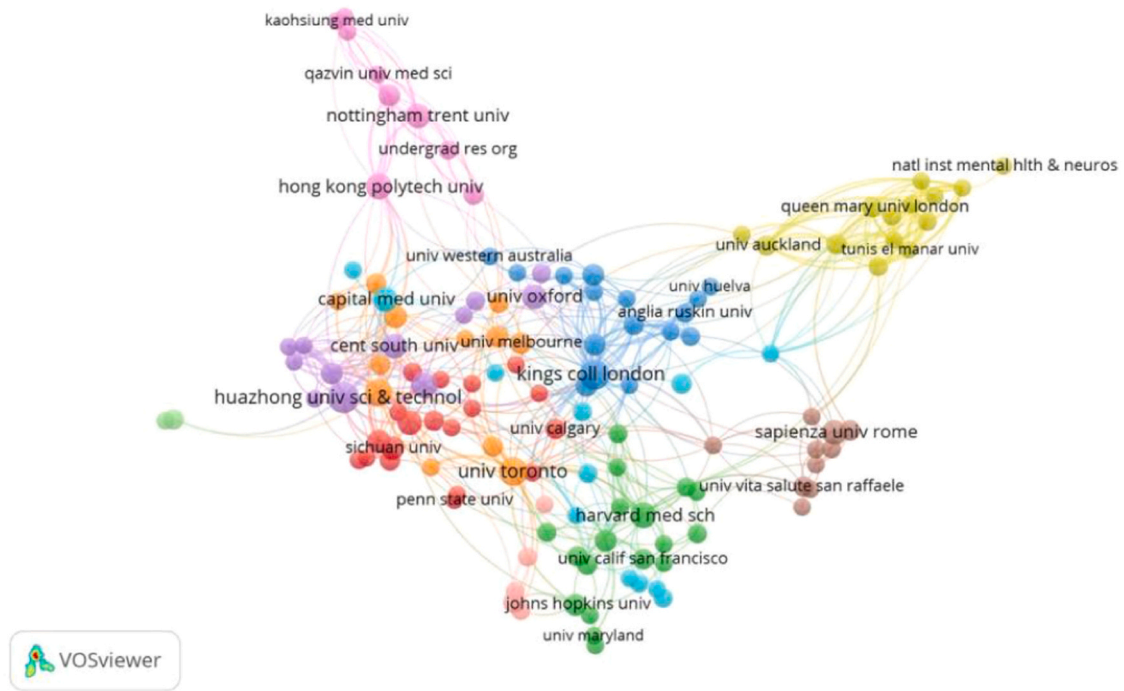 kaohsiung med univ
qazvin univ med sci
nottingham trent univ
undergrad res org
natl inst mental hlth & neuros
hong kong polytech univ
queen mary univ london
univ auckland
tunis el manar univ
univ western australia
univ huelva
capital med univ
univ oxford
anglia ruskin univ
cent south univ
univ melbourne
kings coll london
huazhong univ sci & technol
univ calgary
sapienza univ rome
sichuan univ
univ toronto
univ vita salute san raffaele
penn state univ
harvard med sch
univ calif san francisco
johns hopkins univ
univ maryland
VOSviewer